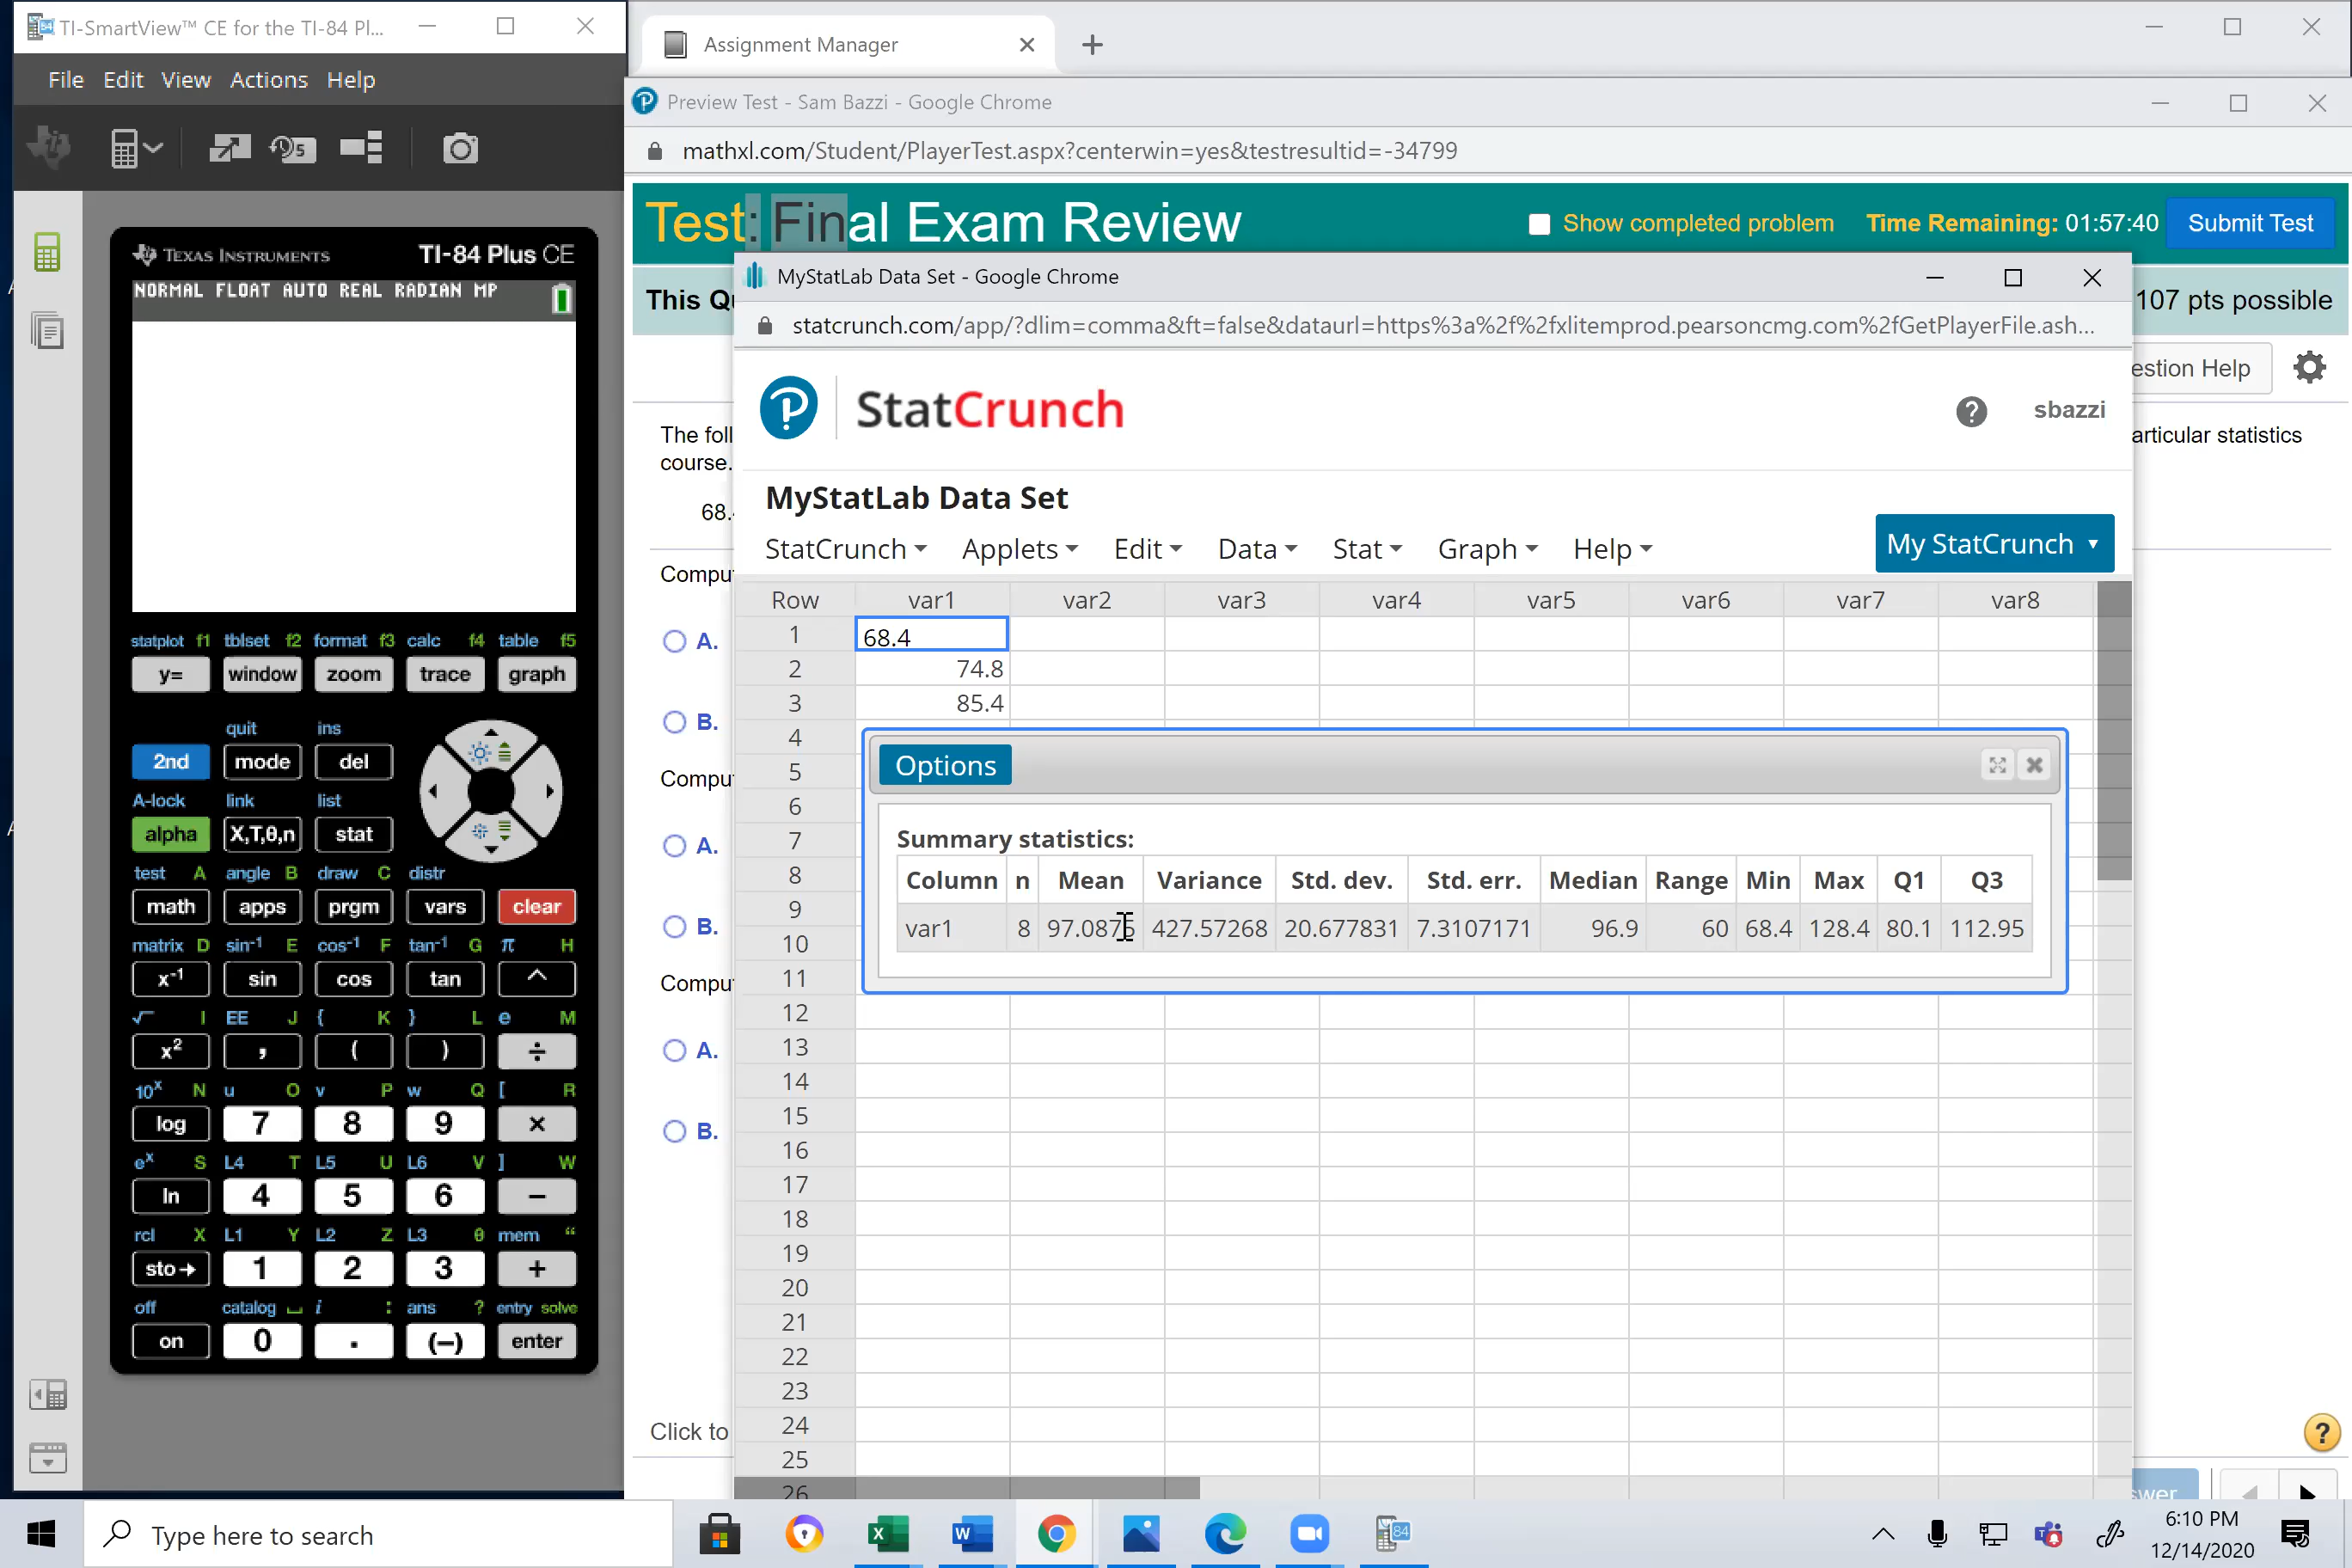 TI-SmartView™ CE for the TI-84 Pl...
File Edit View Actions Help
TEXAS INSTRUMENTS TI-84 Plus CE
NORMAL FLOAT AUTO REAL RADIAN MP
statplot f1 tblset f2 format f3 calc f4 table f5
y= window zoom trace graph
quit ins
2nd mode del
A-lock link list
alpha X,T,θ,n stat
test A angle B draw C distr
math apps prgm vars clear
matrix D sin⁻¹ E cos⁻¹ F tan⁻¹ G π H
x⁻¹ sin cos tan ^
√ I EE J { K } L e M
x² , ( ) ÷
10ˣ N u O v P w Q [ R
log 7 8 9 ×
eˣ S L4 T L5 U L6 V ] W
ln 4 5 6 −
rcl X L1 Y L2 Z L3 θ mem “
sto→ 1 2 3 +
off catalog i : ans ? entry solve
on 0 . (−) enter
Assignment Manager
Preview Test - Sam Bazzi - Google Chrome
mathxl.com/Student/PlayerTest.aspx?centerwin=yes&testresultid=-34799
Test: Final Exam Review Show completed problem Time Remaining: 01:57:40 Submit Test
This Qu 107 pts possible
estion Help
The foll articular statistics
course.
68.
Comput
A.
B.
Comput
A.
B.
Comput
A.
B.
Click to
swer
MyStatLab Data Set - Google Chrome
statcrunch.com/app/?dlim=comma&ft=false&dataurl=https%3a%2f%2fxlitemprod.pearsoncmg.com%2fGetPlayerFile.ash...
StatCrunch sbazzi
MyStatLab Data Set
StatCrunch Applets Edit Data Stat Graph Help My StatCrunch
Row var1 var2 var3 var4 var5 var6 var7 var8
1 68.4
2 74.8
3 85.4
4
5
6
7
8
9
10
11
12
13
14
15
16
17
18
19
20
21
22
23
24
25
26
Options
Summary statistics:
Column n Mean Variance Std. dev. Std. err. Median Range Min Max Q1 Q3
var1 8 97.0875 427.57268 20.677831 7.3107171 96.9 60 68.4 128.4 80.1 112.95
Type here to search
6:10 PM
12/14/2020